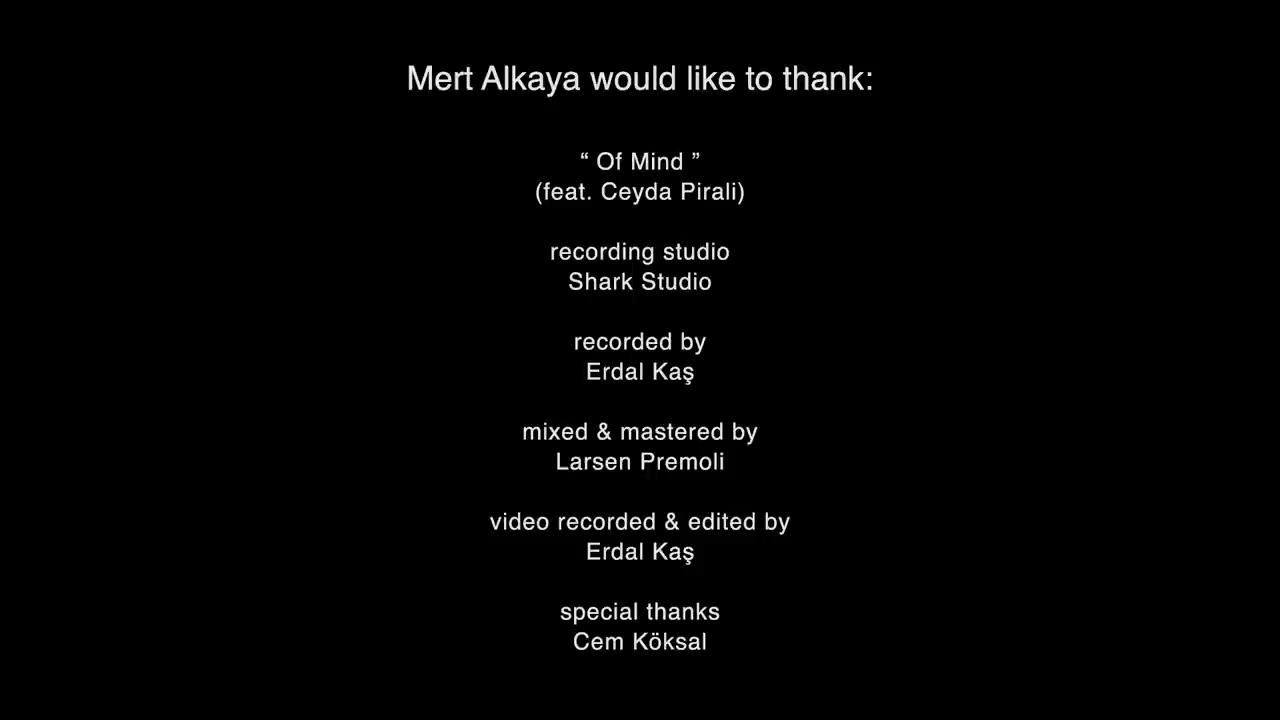 Mert Alkaya would like to thank:
“ Of Mind ”
(feat. Ceyda Pirali)
recording studio
Shark Studio
recorded by
Erdal Kaş
mixed & mastered by
Larsen Premoli
video recorded & edited by
Erdal Kaş
special thanks
Cem Köksal